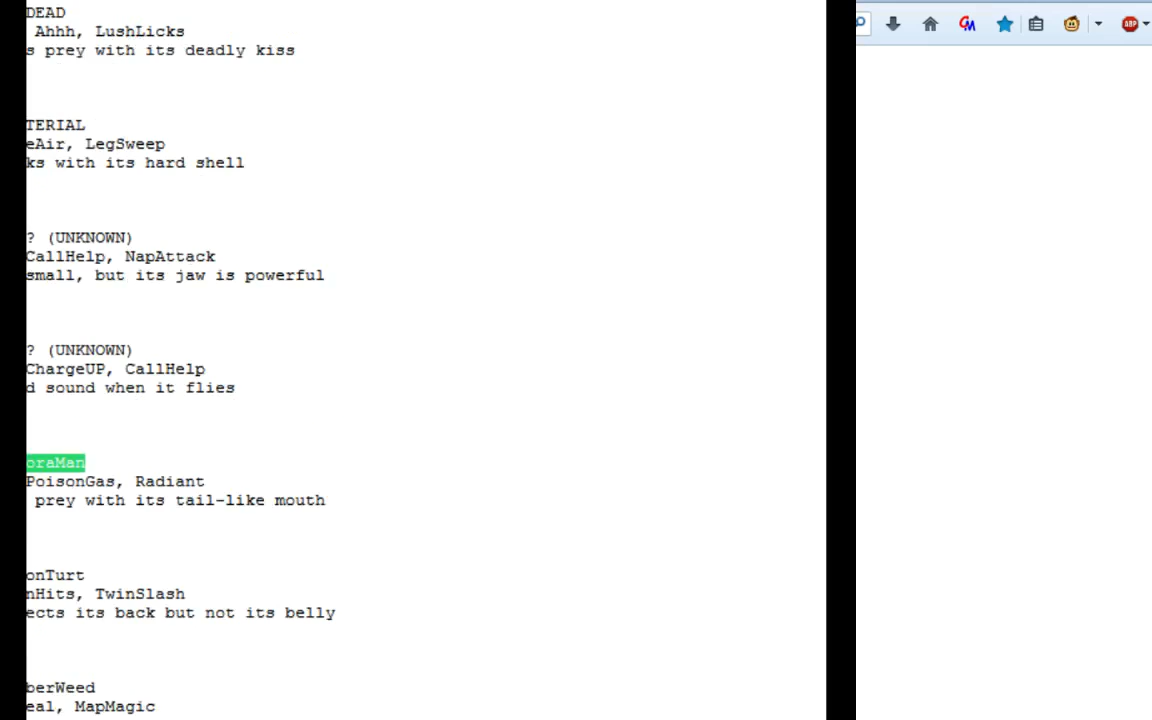 DEAD
Ahhh, LushLicks
s prey with its deadly kiss
TERIAL
eAir, LegSweep
ks with its hard shell
? (UNKNOWN)
CallHelp, NapAttack
small, but its jaw is powerful
? (UNKNOWN)
ChargeUP, CallHelp
d sound when it flies
oraMan
PoisonGas, Radiant
prey with its tail-like mouth
onTurt
nHits, TwinSlash
ects its back but not its belly
berWeed
eal, MapMagic
GM
ABP